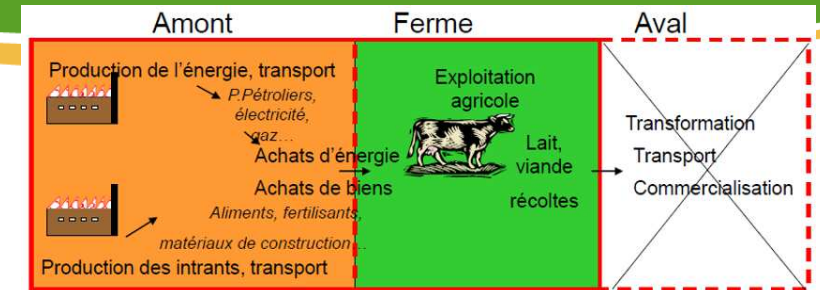 Amont
Ferme
Aval
Production de l'énergie, transport
P.Pétroliers,
électricité,
gaz...
Achats d'énergie
Achats de biens
Aliments, fertilisants,
matériaux de construction...
Production des intrants, transport
Exploitation
agricole
Lait,
viande
récoltes
Transformation
Transport
Commercialisation